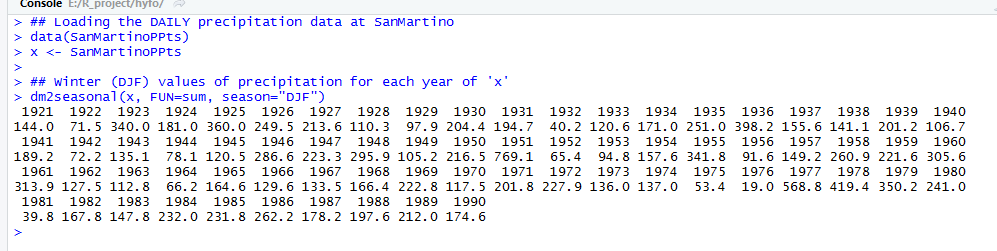 Console E:/R_project/hyfo/
> ## Loading the DAILY precipitation data at SanMartino
> data(SanMartinoPPts)
> x <- SanMartinoPPts
>
> ## Winter (DJF) values of precipitation for each year of 'x'
> dm2seasonal(x, FUN=sum, season="DJF")
1921 1922 1923 1924 1925 1926 1927 1928 1929 1930 1931 1932 1933 1934 1935 1936 1937 1938 1939 1940
144.0 71.5 340.0 181.0 360.0 249.5 213.6 110.3 97.9 204.4 194.7 40.2 120.6 171.0 251.0 398.2 155.6 141.1 201.2 106.7
1941 1942 1943 1944 1945 1946 1947 1948 1949 1950 1951 1952 1953 1954 1955 1956 1957 1958 1959 1960
189.2 72.2 135.1 78.1 120.5 286.6 223.3 295.9 105.2 216.5 769.1 65.4 94.8 157.6 341.8 91.6 149.2 260.9 221.6 305.6
1961 1962 1963 1964 1965 1966 1967 1968 1969 1970 1971 1972 1973 1974 1975 1976 1977 1978 1979 1980
313.9 127.5 112.8 66.2 164.6 129.6 133.5 166.4 222.8 117.5 201.8 227.9 136.0 137.0 53.4 19.0 568.8 419.4 350.2 241.0
1981 1982 1983 1984 1985 1986 1987 1988 1989 1990
39.8 167.8 147.8 232.0 231.8 262.2 178.2 197.6 212.0 174.6
>